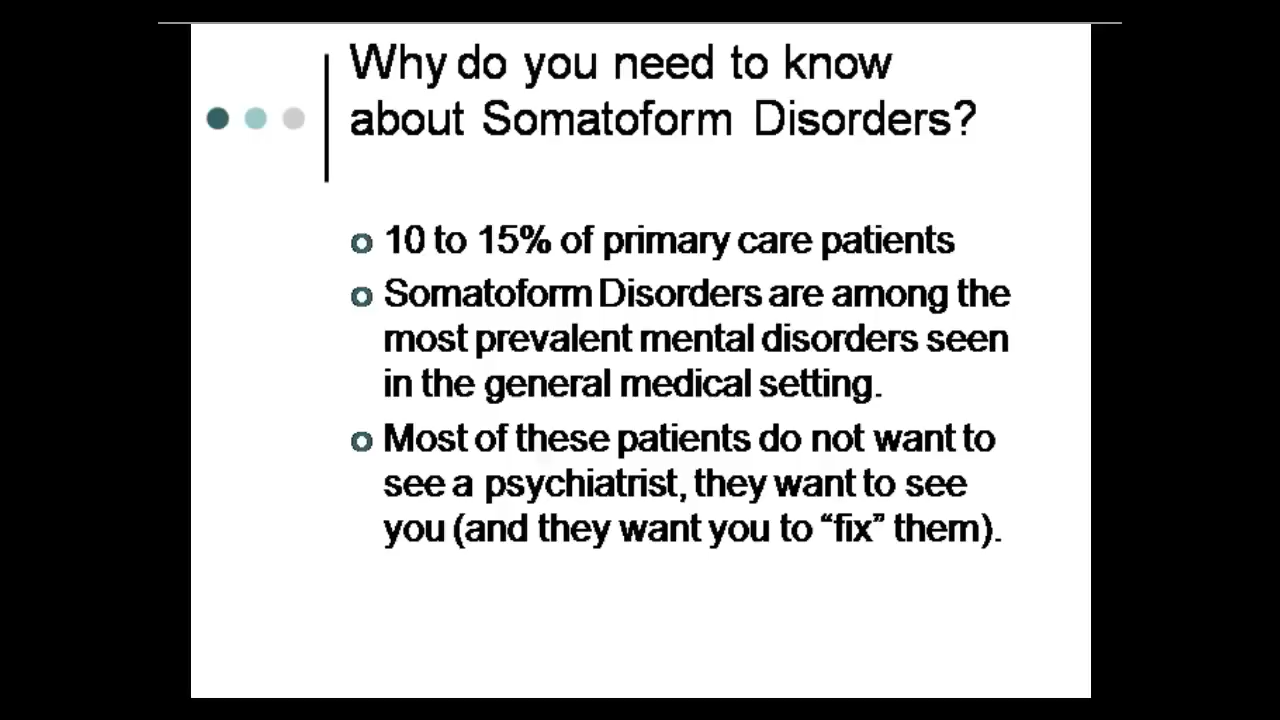 Why do you need to know
about Somatoform Disorders?
10 to 15% of primary care patients
Somatoform Disorders are among the
most prevalent mental disorders seen
in the general medical setting.
Most of these patients do not want to
see a psychiatrist, they want to see
you (and they want you to “fix” them).